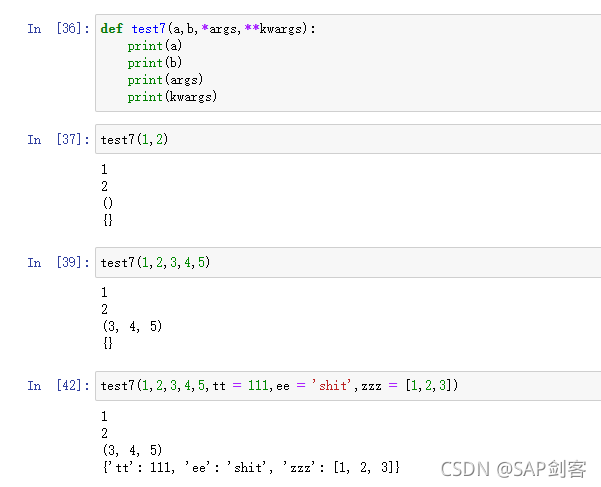 In [36]: def test7(a,b,*args,**kwargs):
print(a)
print(b)
print(args)
print(kwargs)
In [37]: test7(1,2)
1
2
()
{}
In [39]: test7(1,2,3,4,5)
1
2
(3, 4, 5)
{}
In [42]: test7(1,2,3,4,5,tt = 111,ee = 'shit',zzz = [1,2,3])
1
2
(3, 4, 5)
{'tt': 111, 'ee': 'shit', 'zzz': [1, 2, 3]}
CSDN @SAP剑客